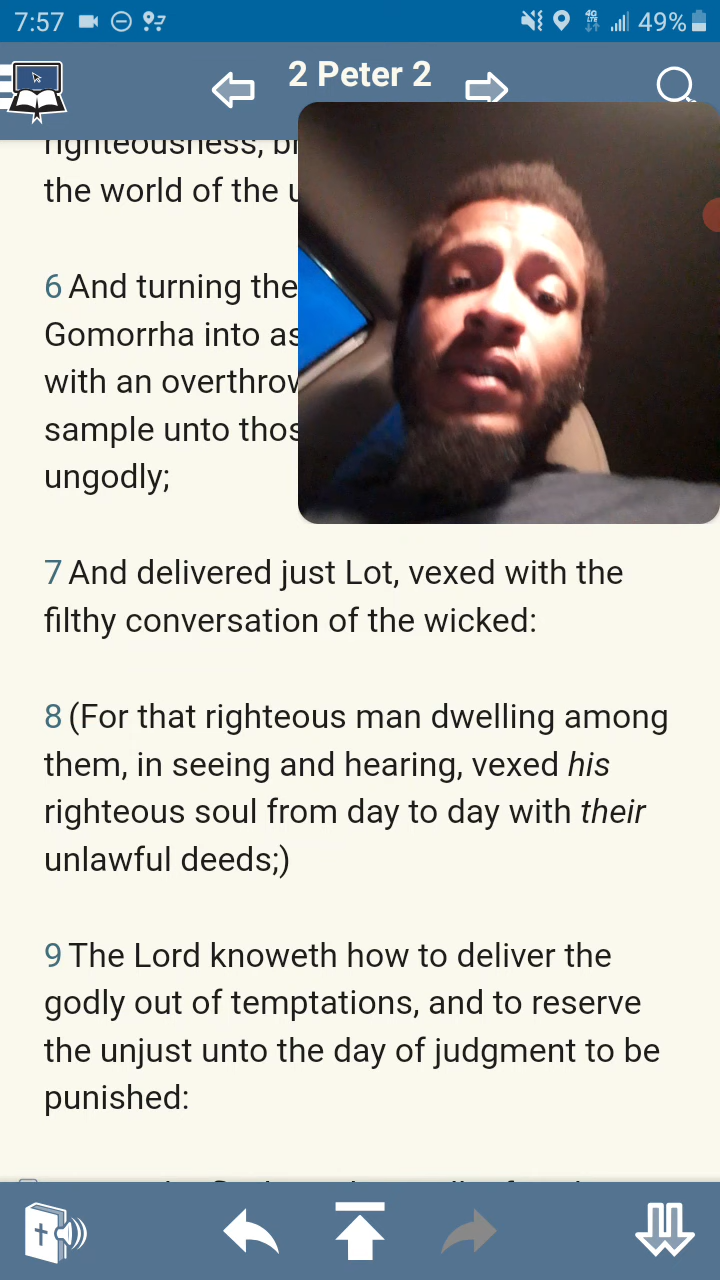 7:57
4G LTE
49%
2 Peter 2
righteousness,
the world of the
6 And turning the
Gomorrha into
with an
sample unto
ungodly;
7 And delivered just Lot, vexed with the
filthy conversation of the wicked:
8 (For that righteous man dwelling among
them, in seeing and hearing, vexed his
righteous soul from day to day with their
unlawful deeds;)
9 The Lord knoweth how to deliver the
godly out of temptations, and to reserve
the unjust unto the day of judgment to be
punished: